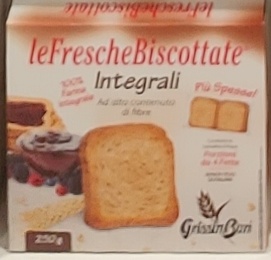 leFrescheBiscottate
leFrescheBiscottate
Integrali
100%
Farina
Integrale
Ad alto contenuto
di fibre
Più Spesse!
Porzione
da 4 Fette
250g
GrissinBon